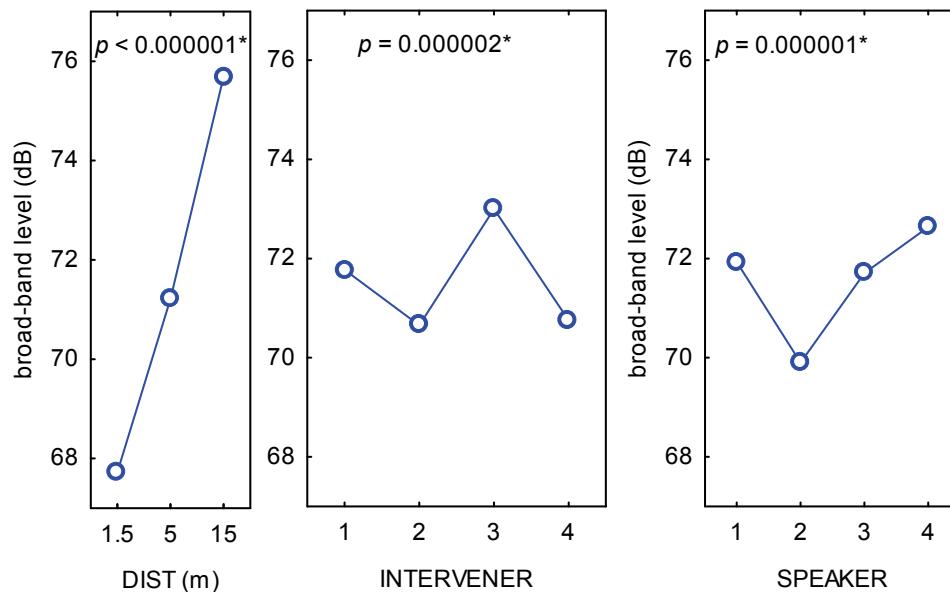 p < 0.000001*
76
74
72
70
68
broad-band level (dB)
1.5 5 15
DIST (m)
p = 0.000002*
76
74
72
70
68
1 2 3 4
INTERVENER
p = 0.000001*
76
74
72
70
68
broad-band level (dB)
1 2 3 4
SPEAKER